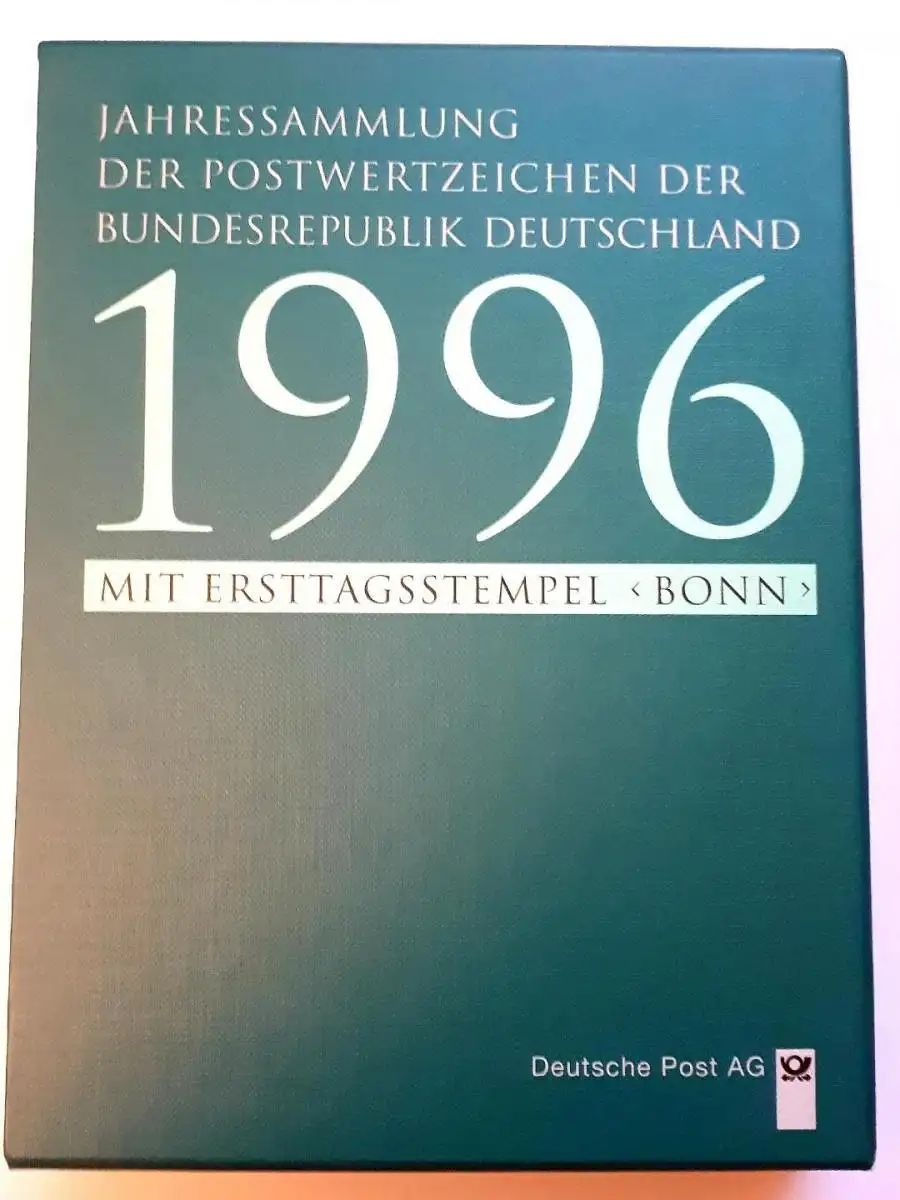 JAHRESSAMMLUNG
DER POSTWERTZEICHEN DER
BUNDESREPUBLIK DEUTSCHLAND
1996
MIT ERSTTAGSSTEMPEL ‹ BONN ›
Deutsche Post AG